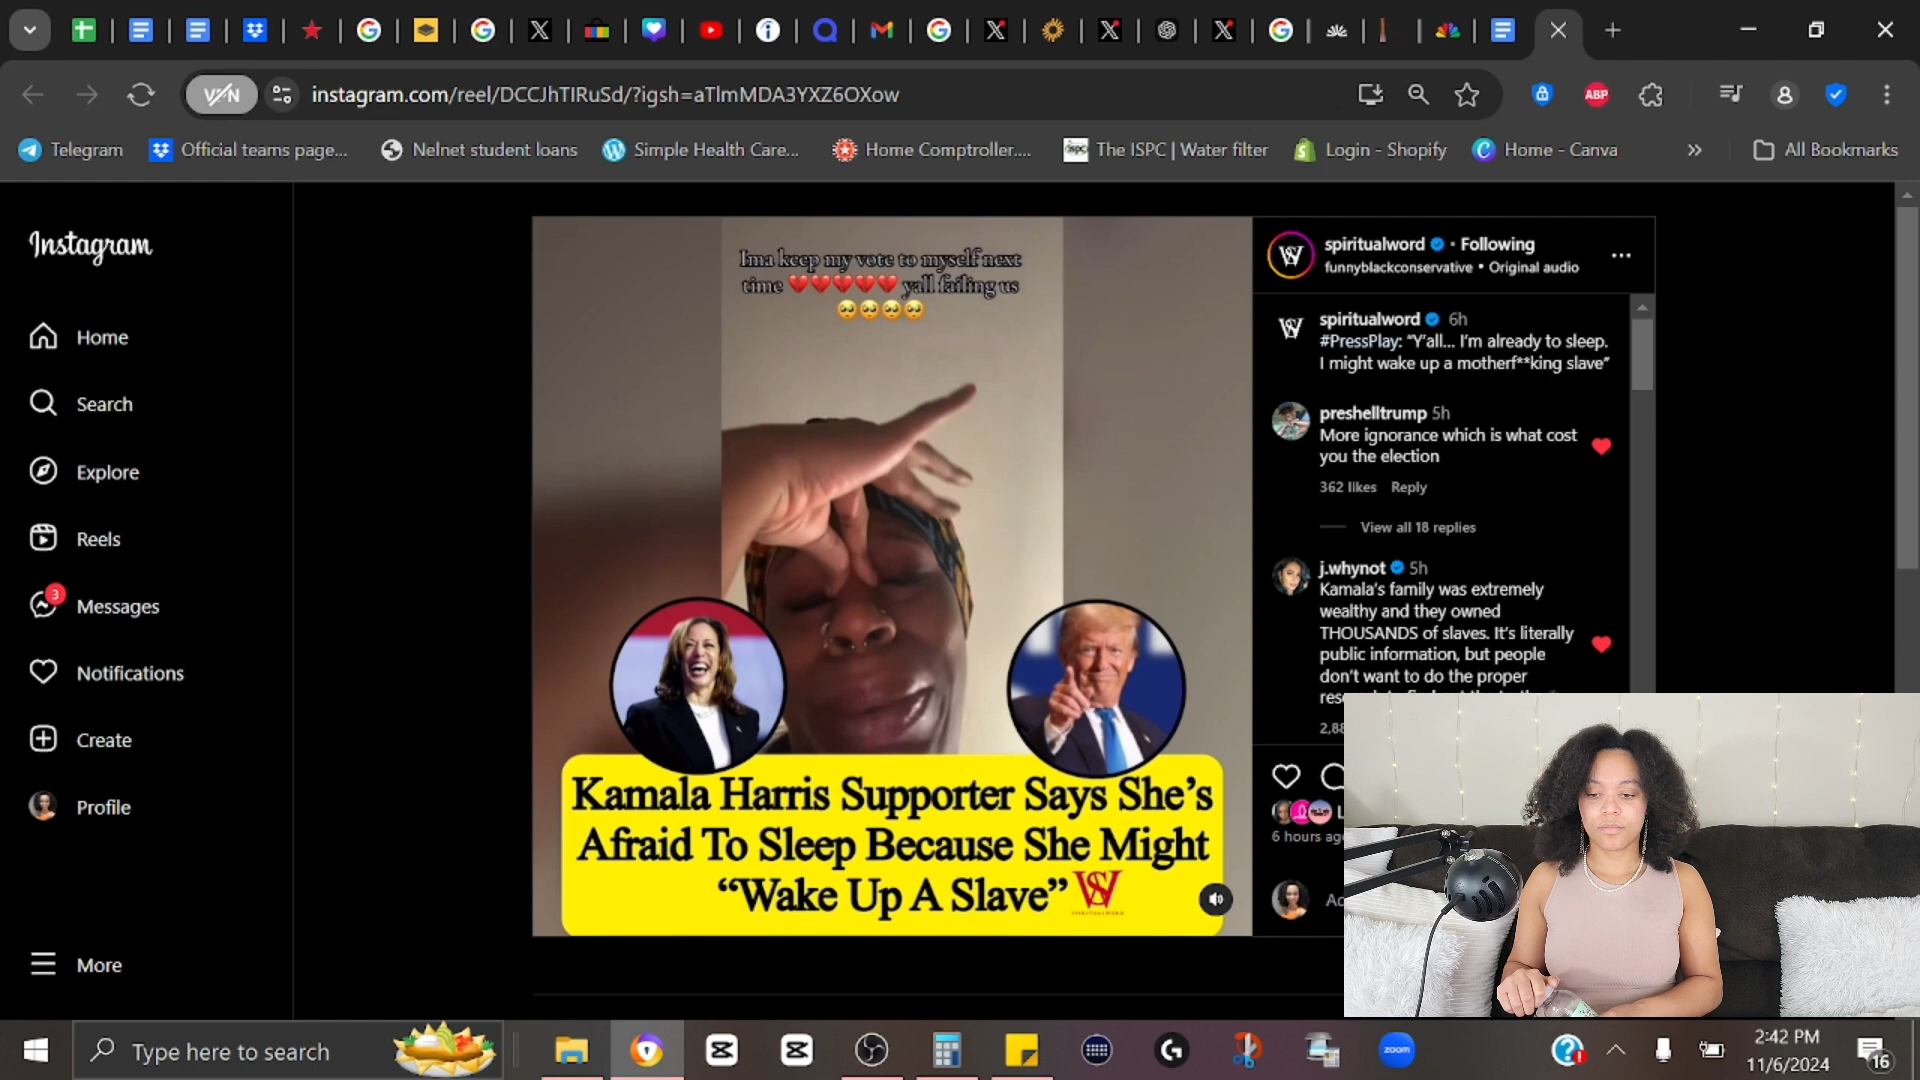 instagram.com/reel/DCCJhTIRuSd/?igsh=aTlmMDA3YXZ6OXow
VPN
ABP
Telegram
Official teams page...
Nelnet student loans
Simple Health Care...
Home Comptroller....
The ISPC | Water filter
Login - Shopify
Home - Canva
All Bookmarks
Instagram
Home
Search
Explore
Reels
3
Messages
Notifications
Create
Profile
More
Ima keep my vote to myself next
time 💔💔💔💔💔 yall failing us
🥺🥺🥺🥺
Kamala Harris Supporter Says She's
Afraid To Sleep Because She Might
“Wake Up A Slave”
SPIRITUALWORD
spiritualword • Following
funnyblackconservative • Original audio
spiritualword 6h
#PressPlay: “Y'all... I'm already to sleep.
I might wake up a motherf**king slave”
preshelltrump 5h
More ignorance which is what cost
you the election
362 likes Reply
View all 18 replies
j.whynot 5h
Kamala's family was extremely
wealthy and they owned
THOUSANDS of slaves. It's literally
public information, but people
don't want to do the proper
6 hours ag
Type here to search
zoom
2:42 PM
11/6/2024
16